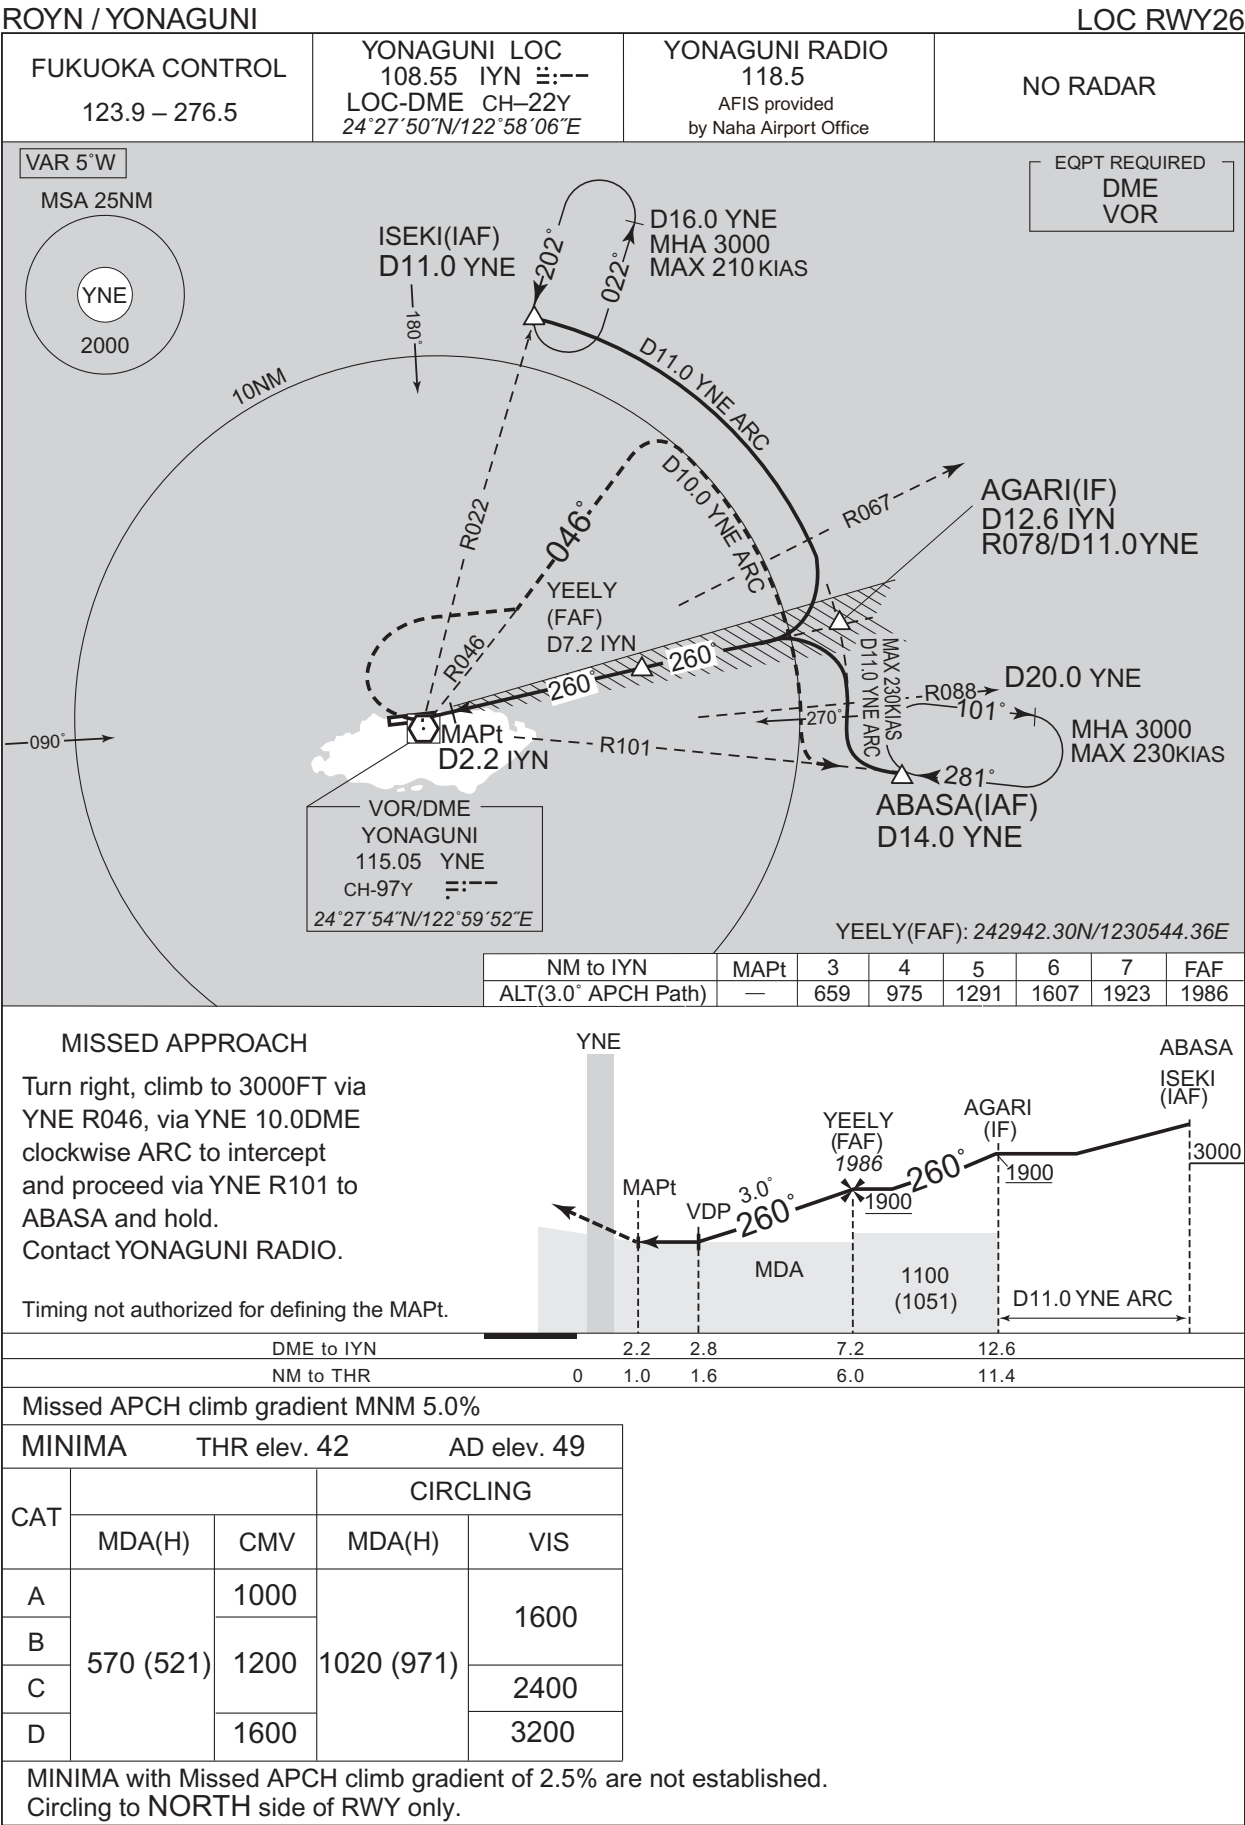 ROYN / YONAGUNI
LOC RWY26
FUKUOKA CONTROL
123.9 – 276.5
YONAGUNI LOC
108.55 IYN
LOC-DME CH–22Y
24˚27´50˝N/122˚58´06˝E
YONAGUNI RADIO
118.5
AFIS provided
by Naha Airport Office
NO RADAR
VAR 5˚W
MSA 25NM
YNE
2000
EQPT REQUIRED
DME
VOR
ISEKI(IAF)
D11.0 YNE
180˚
202˚
022˚
D16.0 YNE
MHA 3000
MAX 210 KIAS
10NM
D11.0 YNE ARC
D10.0 YNE ARC
R022
046˚
R046
R067
AGARI(IF)
D12.6 IYN
R078/D11.0YNE
YEELY
(FAF)
D7.2 IYN
260˚
260˚
MAX 230KIAS
D11.0 YNE ARC
R088
D20.0 YNE
101˚
270˚
MHA 3000
MAX 230KIAS
281˚
090˚
R101
MAPt
D2.2 IYN
ABASA(IAF)
D14.0 YNE
VOR/DME
YONAGUNI
115.05 YNE
CH-97Y
24˚27´54˝N/122˚59´52˝E
YEELY(FAF): 242942.30N/1230544.36E
NM to IYN MAPt 3 4 5 6 7 FAF
ALT(3.0˚ APCH Path) — 659 975 1291 1607 1923 1986
MISSED APPROACH
Turn right, climb to 3000FT via
YNE R046, via YNE 10.0DME
clockwise ARC to intercept
and proceed via YNE R101 to
ABASA and hold.
Contact YONAGUNI RADIO.
Timing not authorized for defining the MAPt.
YNE
MAPt
VDP
3.0˚
260˚
YEELY
(FAF)
1986
1900
260˚
AGARI
(IF)
1900
ABASA
ISEKI
(IAF)
3000
MDA
1100
(1051)
D11.0 YNE ARC
DME to IYN 2.2 2.8 7.2 12.6
NM to THR 0 1.0 1.6 6.0 11.4
Missed APCH climb gradient MNM 5.0%
MINIMA THR elev. 42 AD elev. 49
CAT
CIRCLING
MDA(H) CMV MDA(H) VIS
A 1000
1600
B
570 (521) 1200 1020 (971)
C 2400
D 1600 3200
MINIMA with Missed APCH climb gradient of 2.5% are not established.
Circling to NORTH side of RWY only.